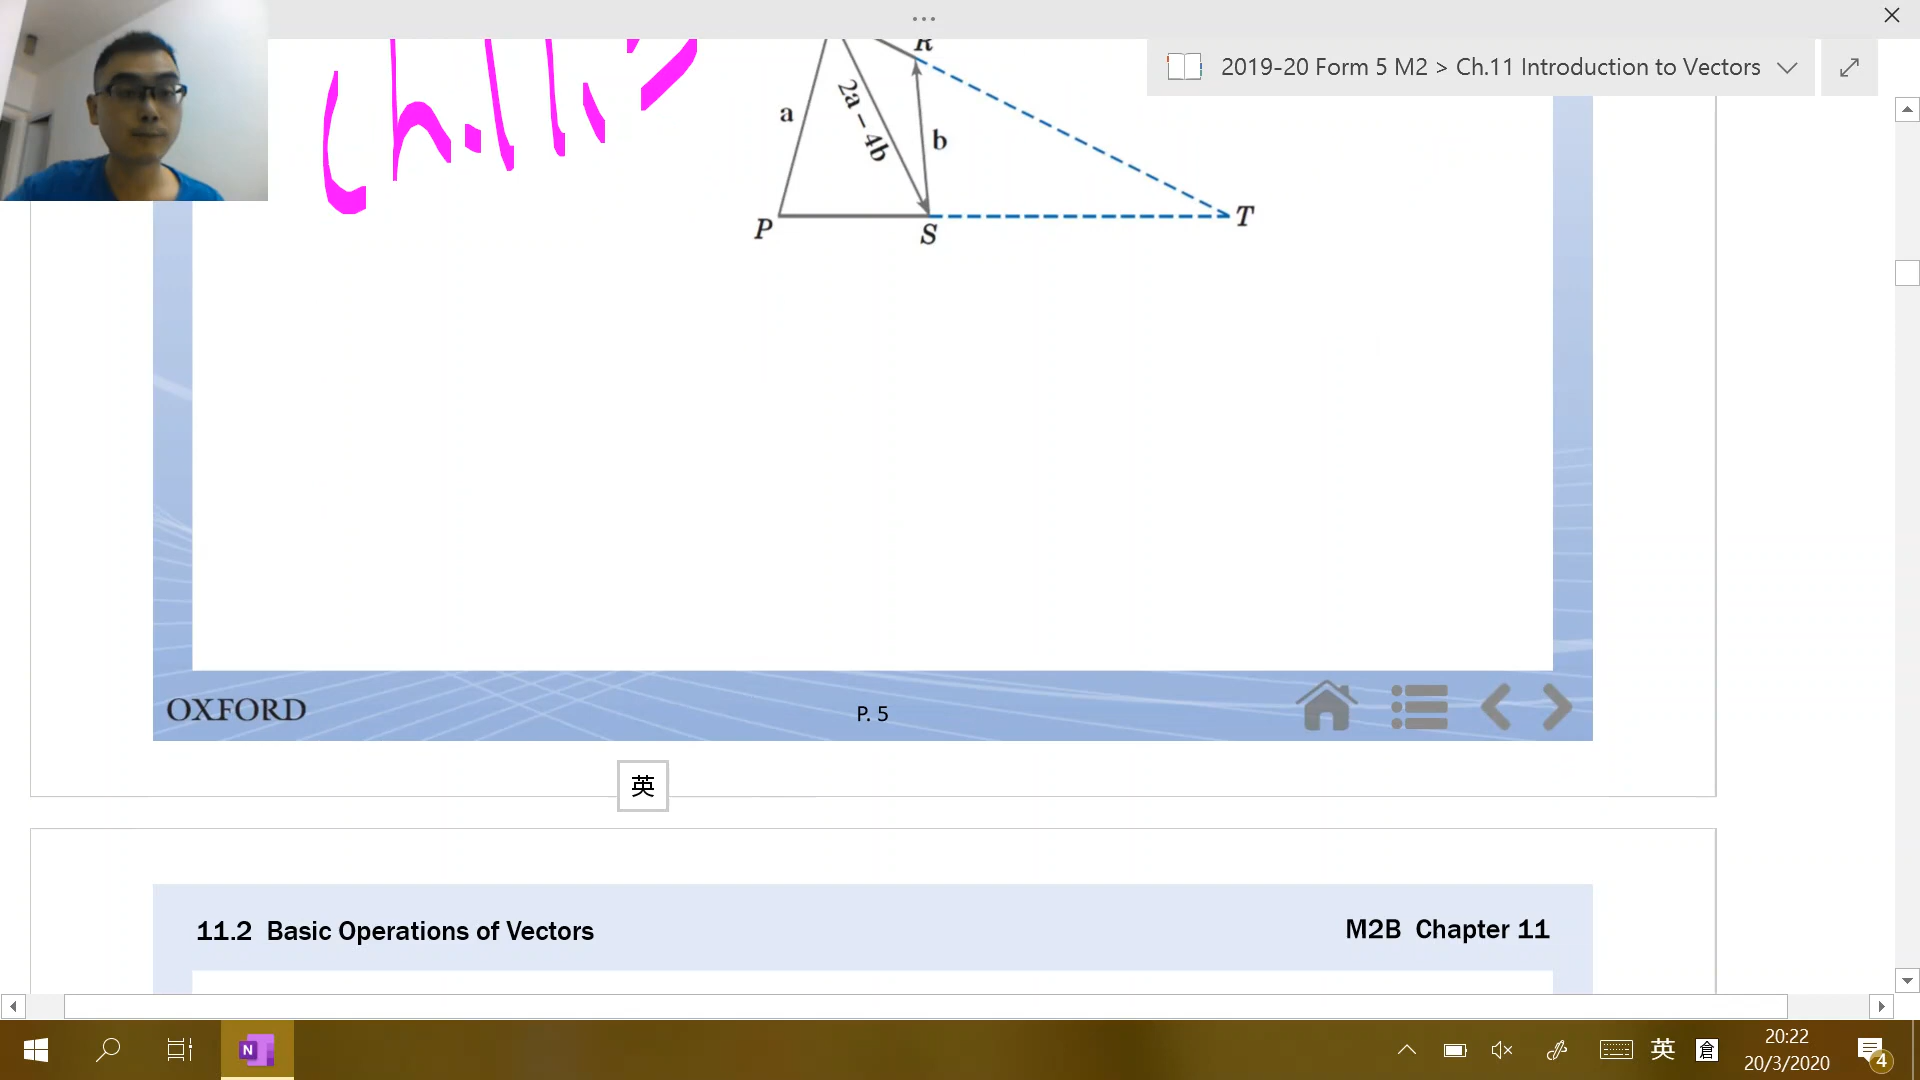 2019-20 Form 5 M2 > Ch.11 Introduction to Vectors
ch.11.
R
a
2a – 4b
b
P
S
T
OXFORD
P. 5
英
11.2 Basic Operations of Vectors
M2B Chapter 11
N
英
倉
20:22
20/3/2020
4